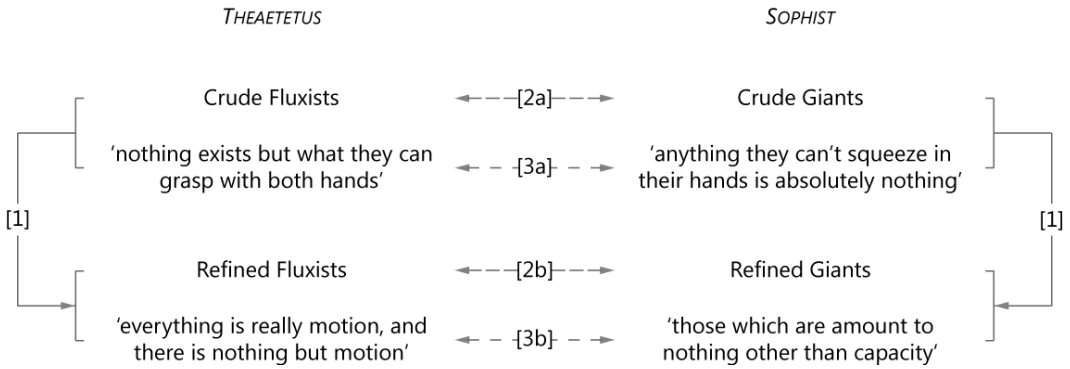 THEAETETUS SOPHIST
Crude Fluxists [2a] Crude Giants
‘nothing exists but what they can [3a] ‘anything they can’t squeeze in
grasp with both hands’ their hands is absolutely nothing’
[1] [1]
Refined Fluxists [2b] Refined Giants
‘everything is really motion, and [3b] ‘those which are amount to
there is nothing but motion’ nothing other than capacity’